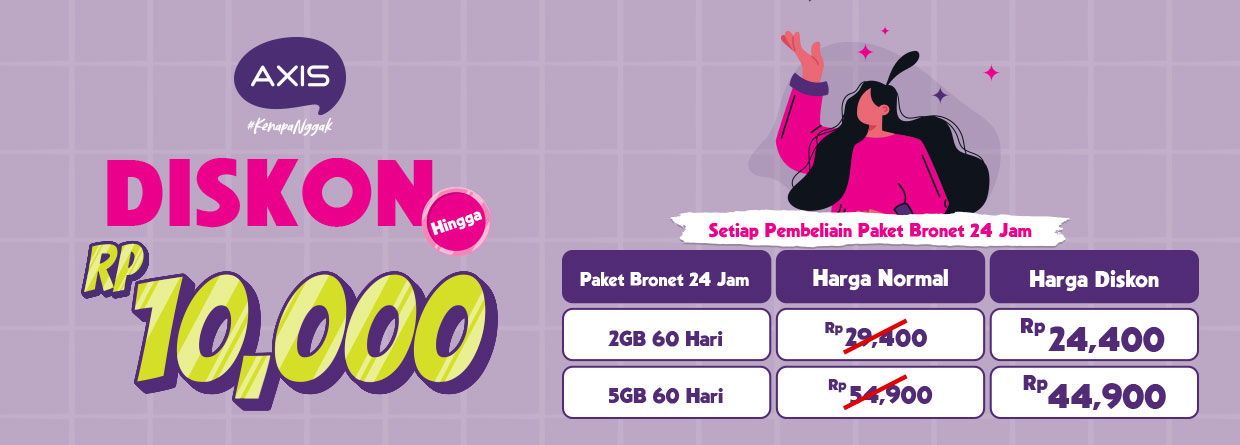 AXIS
#KenapaNggak
DISKON
Hingga
RP
10,000
Setiap Pembeliain Paket Bronet 24 Jam
Paket Bronet 24 Jam Harga Normal Harga Diskon
2GB 60 Hari Rp 29,400 Rp 24,400
5GB 60 Hari Rp 54,900 Rp 44,900